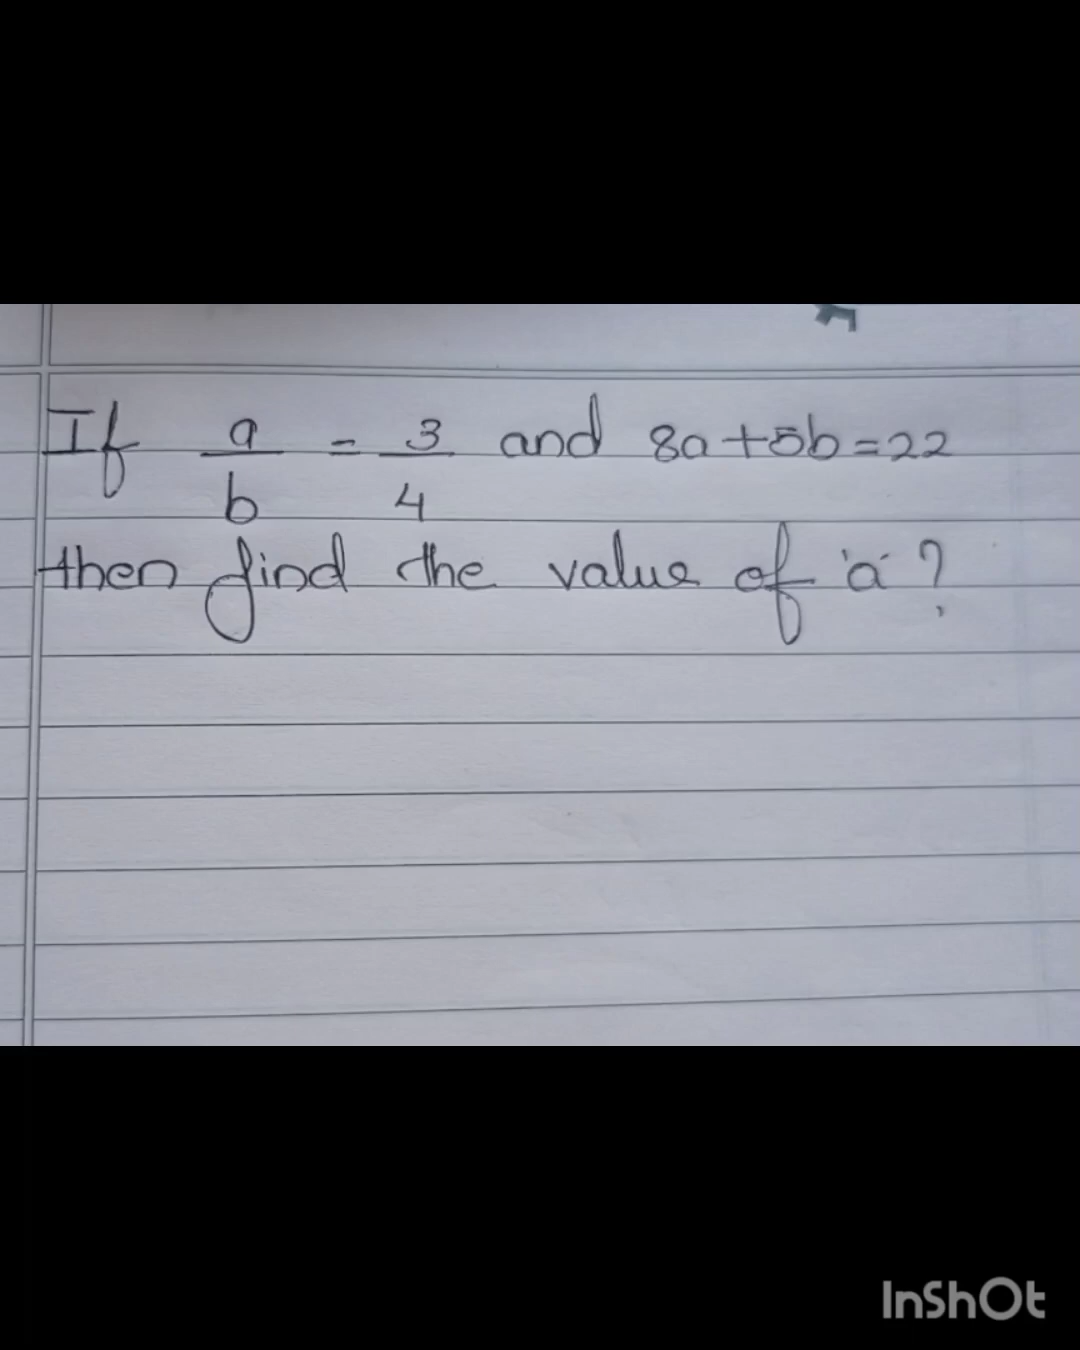 If a/b = 3/4 and 8a+5b=22
then find the value of 'a' ?
InShOt